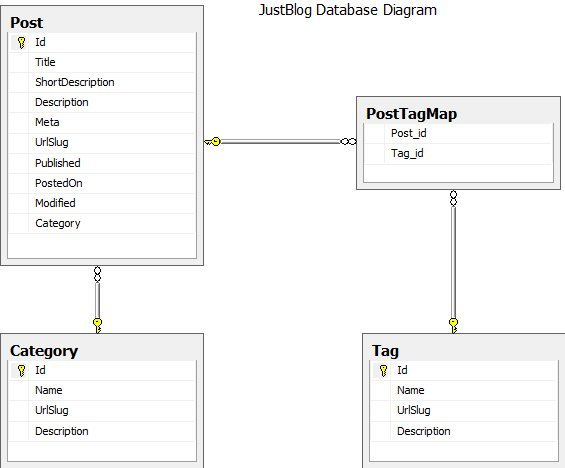 JustBlog Database Diagram
Post
Id
Title
ShortDescription
Description
Meta
UrlSlug
Published
PostedOn
Modified
Category
PostTagMap
Post_id
Tag_id
Category
Id
Name
UrlSlug
Description
Tag
Id
Name
UrlSlug
Description